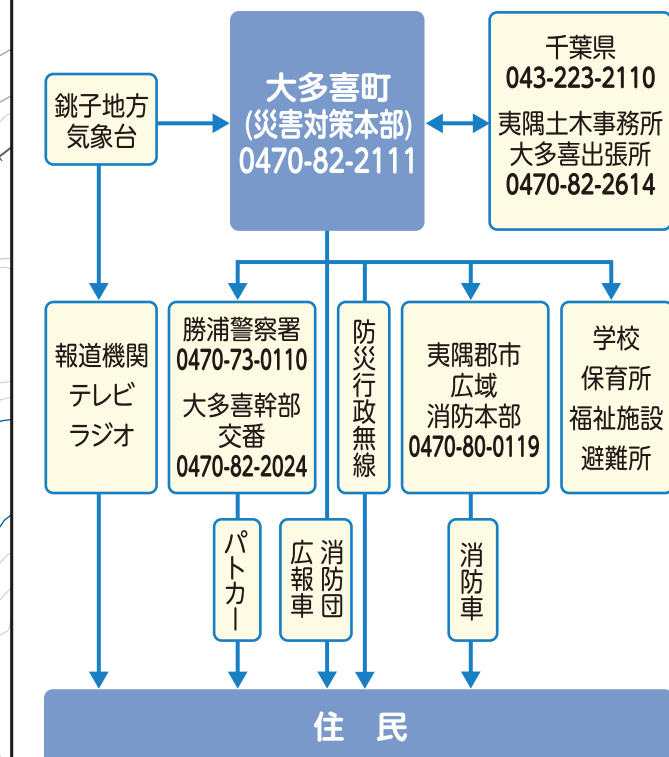 銚子地方
気象台
大多喜町
(災害対策本部)
0470-82-2111
千葉県
043-223-2110
夷隅土木事務所
大多喜出張所
0470-82-2614
報道機関
テレビ
ラジオ
勝浦警察署
0470-73-0110
大多喜幹部
交番
0470-82-2024
防災行政無線
夷隅郡市
広域
消防本部
0470-80-0119
学校
保育所
福祉施設
避難所
パトカー
消防団
広報車
消防車
住 民